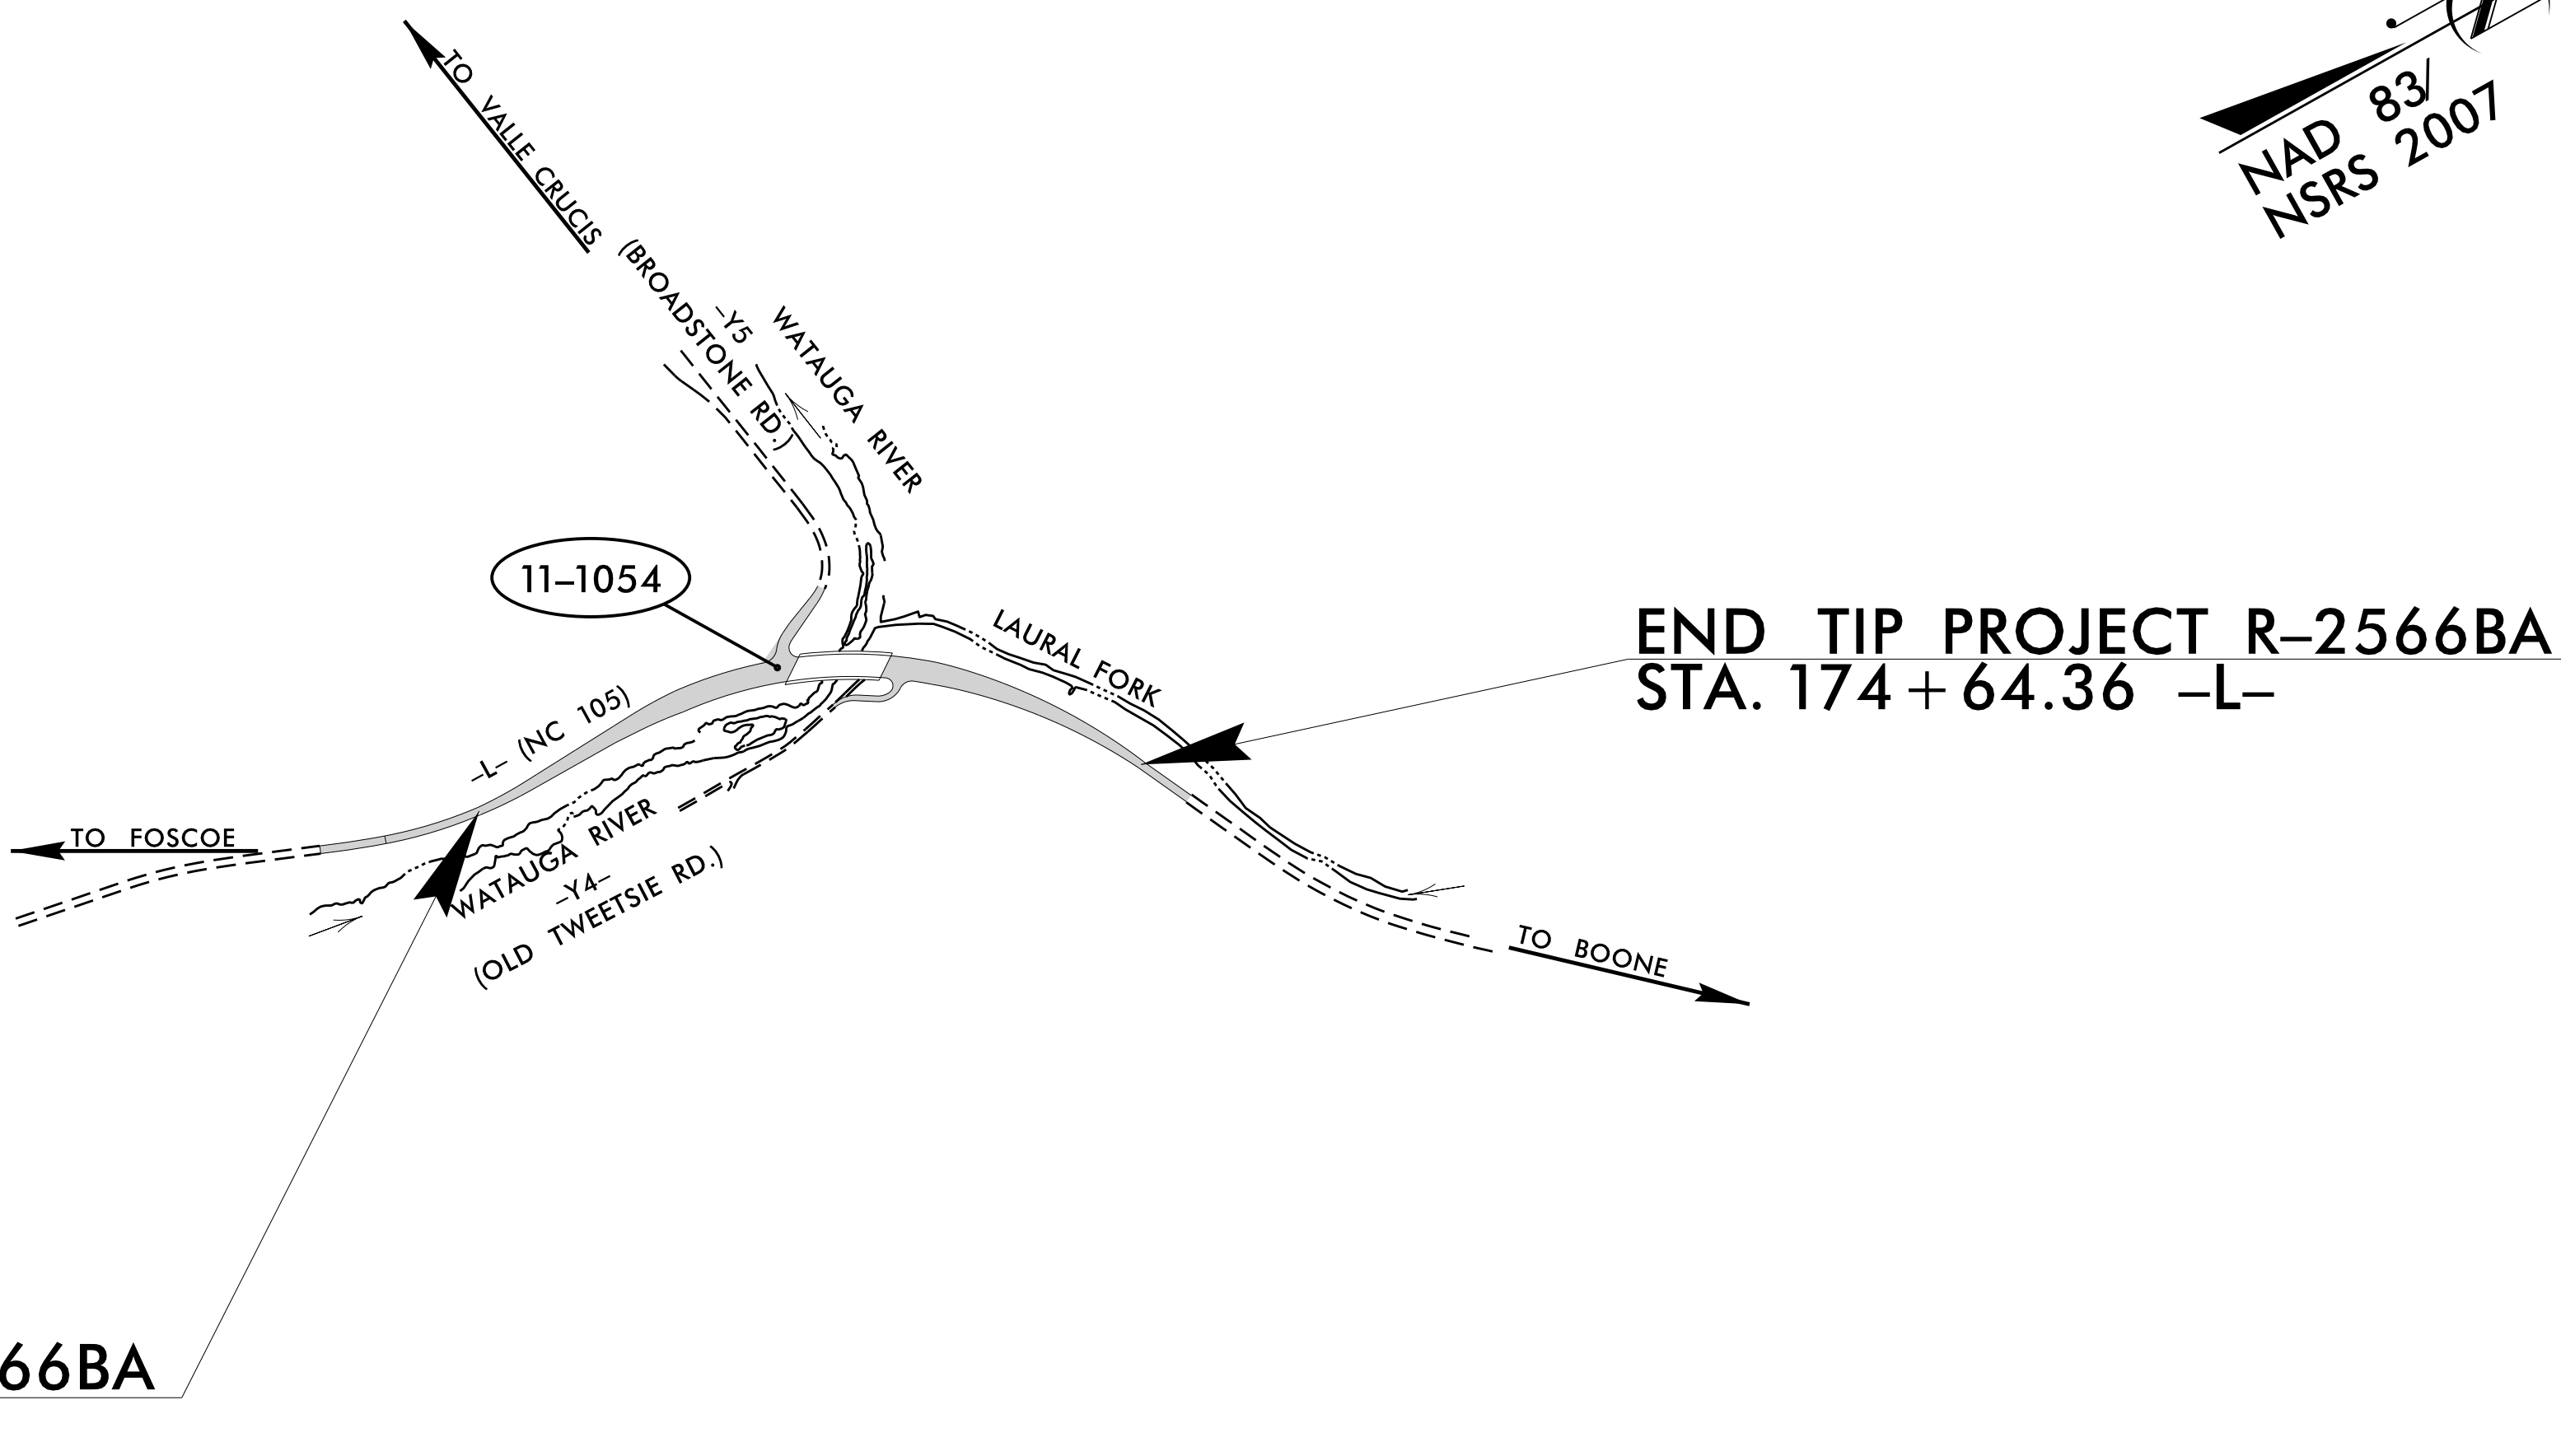 TO VALLE CRUCIS
NAD 83/
NSRS 2007
(BROADSTONE RD.)
–Y5
WATAUGA RIVER
11–1054
LAURAL FORK
END TIP PROJECT R–2566BA
STA. 174+64.36 –L–
–L– (NC 105)
TO FOSCOE
WATAUGA RIVER
–Y4–
(OLD TWEETSIE RD.)
TO BOONE
66BA